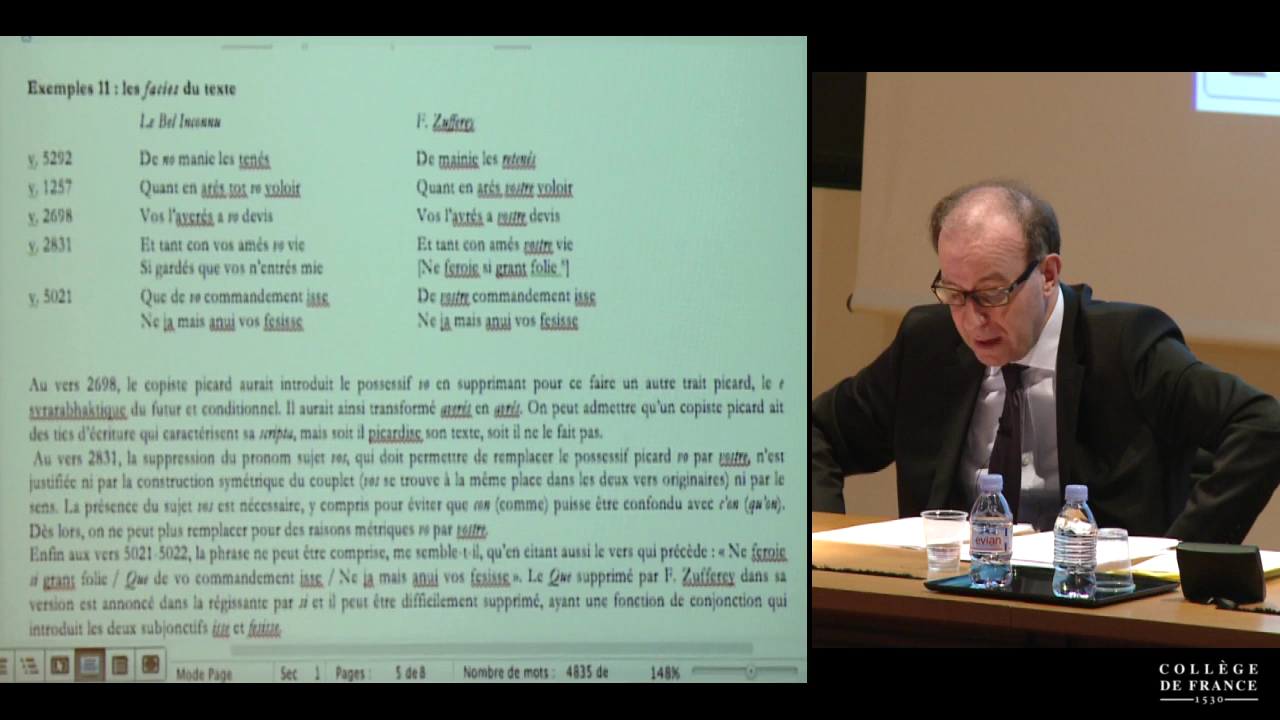 Exemples 11 : les facies du texte
Le Bel Inconnu F. Zufferey
v. 5292 De no manie les tenés De mainie les retenés
v. 1257 Quant en arés tot vo voloir Quant en arés vostre voloir
v. 2698 Vos l'averés a vo devis Vos l'avrés a vostre devis
v. 2831 Et tant con vos amés vo vie Et tant con amés vostre vie
Si gardés que vos n'entrés mie [Ne feroie si grant folie "]
v. 5021 Que de vo commandement isse De vostre commandement isse
Ne ja mais anui vos fesisse Ne ja mais anui vos fesisse
Au vers 2698, le copiste picard aurait introduit le possessif vo en supprimant pour ce faire un autre trait picard, le e
svrarabhaktique du futur et conditionnel. Il aurait ainsi transformé averés en avrés. On peut admettre qu'un copiste picard ait
des tics d'écriture qui caractérisent sa scripta, mais soit il picardise son texte, soit il ne le fait pas.
Au vers 2831, la suppression du pronom sujet vos, qui doit permettre de remplacer le possessif picard vo par vostre, n'est
justifiée ni par la construction symétrique du couplet (vos se trouve à la même place dans les deux vers originaires) ni par le
sens. La présence du sujet vos est nécessaire, y compris pour éviter que con (comme) puisse être confondu avec c'on (qu'on).
Dès lors, on ne peut plus remplacer pour des raisons métriques vo par vostre.
Enfin aux vers 5021-5022, la phrase ne peut être comprise, me semble-t-il, qu'en citant aussi le vers qui précède : « Ne feroie
si grant folie / Que de vo commandement isse / Ne ja mais anui vos fesisse ». Le Que supprimé par F. Zufferey dans sa
version est annoncé dans la régissante par si et il peut être difficilement supprimé, ayant une fonction de conjonction qui
introduit les deux subjonctifs isse et fesisse.
Mode Page Sec 1 Pages : 5 de 8 Nombre de mots : 4835 de 148%
evian
COLLÈGE
DE FRANCE
1530